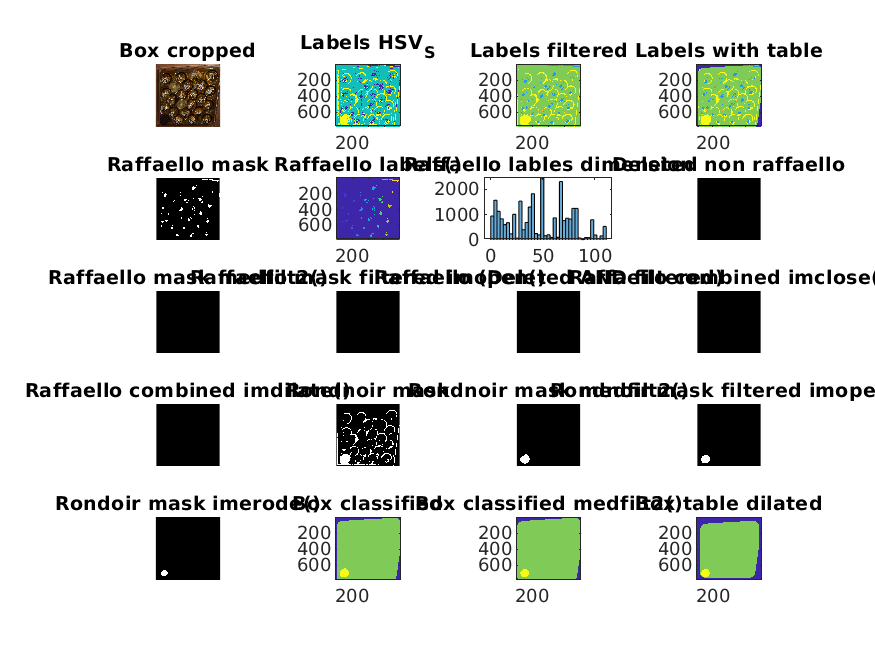 Box cropped
Labels HSV_S
Labels filtered
Labels with table
200
400
600
200
200
400
600
200
200
400
600
200
Raffaello mask
Raffaello labels()
Raffaello lables dimension
Deleted non raffaello
200
400
600
200
2000
1000
0
0 50 100
Raffaello mask medfilt2()
Raffaello mask filtered imopen()
Raffaello (Deleted AND filtered)
Raffaello combined imclose(
Raffaello combined imdilate()
Rondnoir mask
Rondnoir mask medfilt2()
Rondnoir mask filtered imope
Rondoir mask imerode()
Box classified
Box classified medfilt2()
Box table dilated
200
400
600
200
200
400
600
200
200
400
600
200